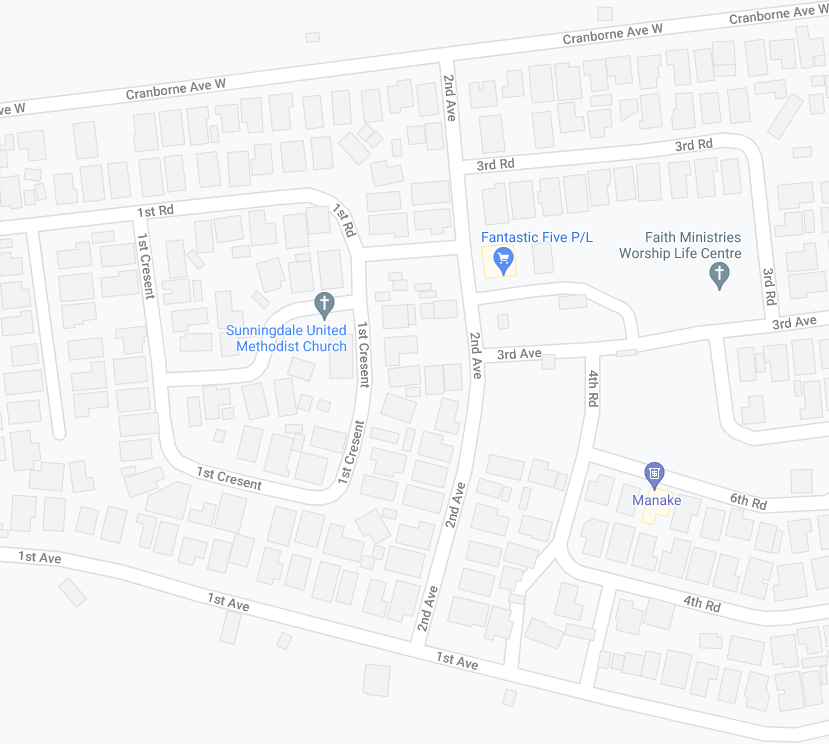 Cranborne Ave W
Cranborne Ave W
Cranborne Ave W
ve W
2nd Ave
3rd Rd
3rd Rd
1st Rd
1st Rd
1st Cresent
Fantastic Five P/L
Faith Ministries
Worship Life Centre
3rd Rd
Sunningdale United
Methodist Church
1st Cresent
2nd Ave
3rd Ave
3rd Ave
4th Rd
1st Cresent
1st Cresent
Manake
6th Rd
2nd Ave
1st Ave
1st Ave
2nd Ave
4th Rd
1st Ave